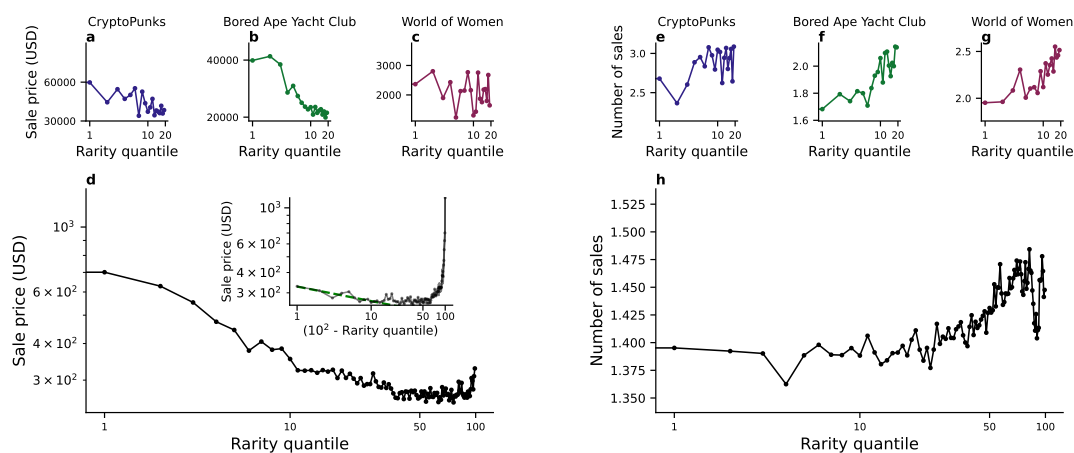 CryptoPunks
a
Sale price (USD)
60000
30000
1 10 20
Rarity quantile
Bored Ape Yacht Club
b
40000
20000
1 10 20
Rarity quantile
World of Women
c
3000
2000
1 10 20
Rarity quantile
CryptoPunks
e
Number of sales
3.0
2.5
1 10 20
Rarity quantile
Bored Ape Yacht Club
f
2.0
1.8
1.6
1 10 20
Rarity quantile
World of Women
g
2.5
2.0
1 10 20
Rarity quantile
d
Sale price (USD)
10³
6 × 10²
4 × 10²
3 × 10²
1 10 50 100
Rarity quantile
Sale price (USD)
10³
6 × 10²
4 × 10²
3 × 10²
1 10 50 100
(10² - Rarity quantile)
h
Number of sales
1.525
1.500
1.475
1.450
1.425
1.400
1.375
1.350
1 10 50 100
Rarity quantile